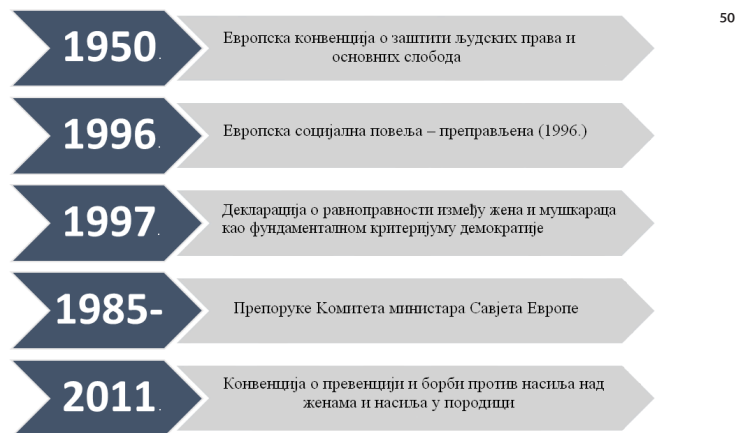 50
1950.
Европска конвенција о заштити људских права и
основних слобода
1996.
Европска социјална повеља – преправљена (1996.)
1997.
Декларација о равноправности између жена и мушкараца
као фундаменталном критеријуму демократије
1985-
Препоруке Комитета министара Савјета Европе
2011.
Конвенција о превенцији и борби против насиља над
женама и насиља у породици